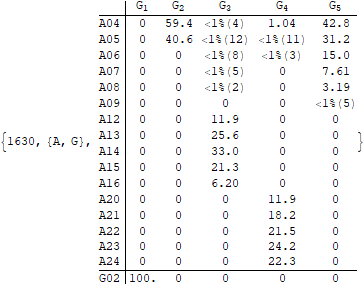 G1 G2 G3 G4 G5
A04 0 59.4 <1%(4) 1.04 42.8
A05 0 40.6 <1%(12) <1%(11) 31.2
A06 0 0 <1%(8) <1%(3) 15.0
A07 0 0 <1%(5) 0 7.61
A08 0 0 <1%(2) 0 3.19
A09 0 0 0 0 <1%(5)
A12 0 0 11.9 0 0
{1630, {A, G}, A13 0 0 25.6 0 0 }
A14 0 0 33.0 0 0
A15 0 0 21.3 0 0
A16 0 0 6.20 0 0
A20 0 0 0 11.9 0
A21 0 0 0 18.2 0
A22 0 0 0 21.5 0
A23 0 0 0 24.2 0
A24 0 0 0 22.3 0
G02 100. 0 0 0 0